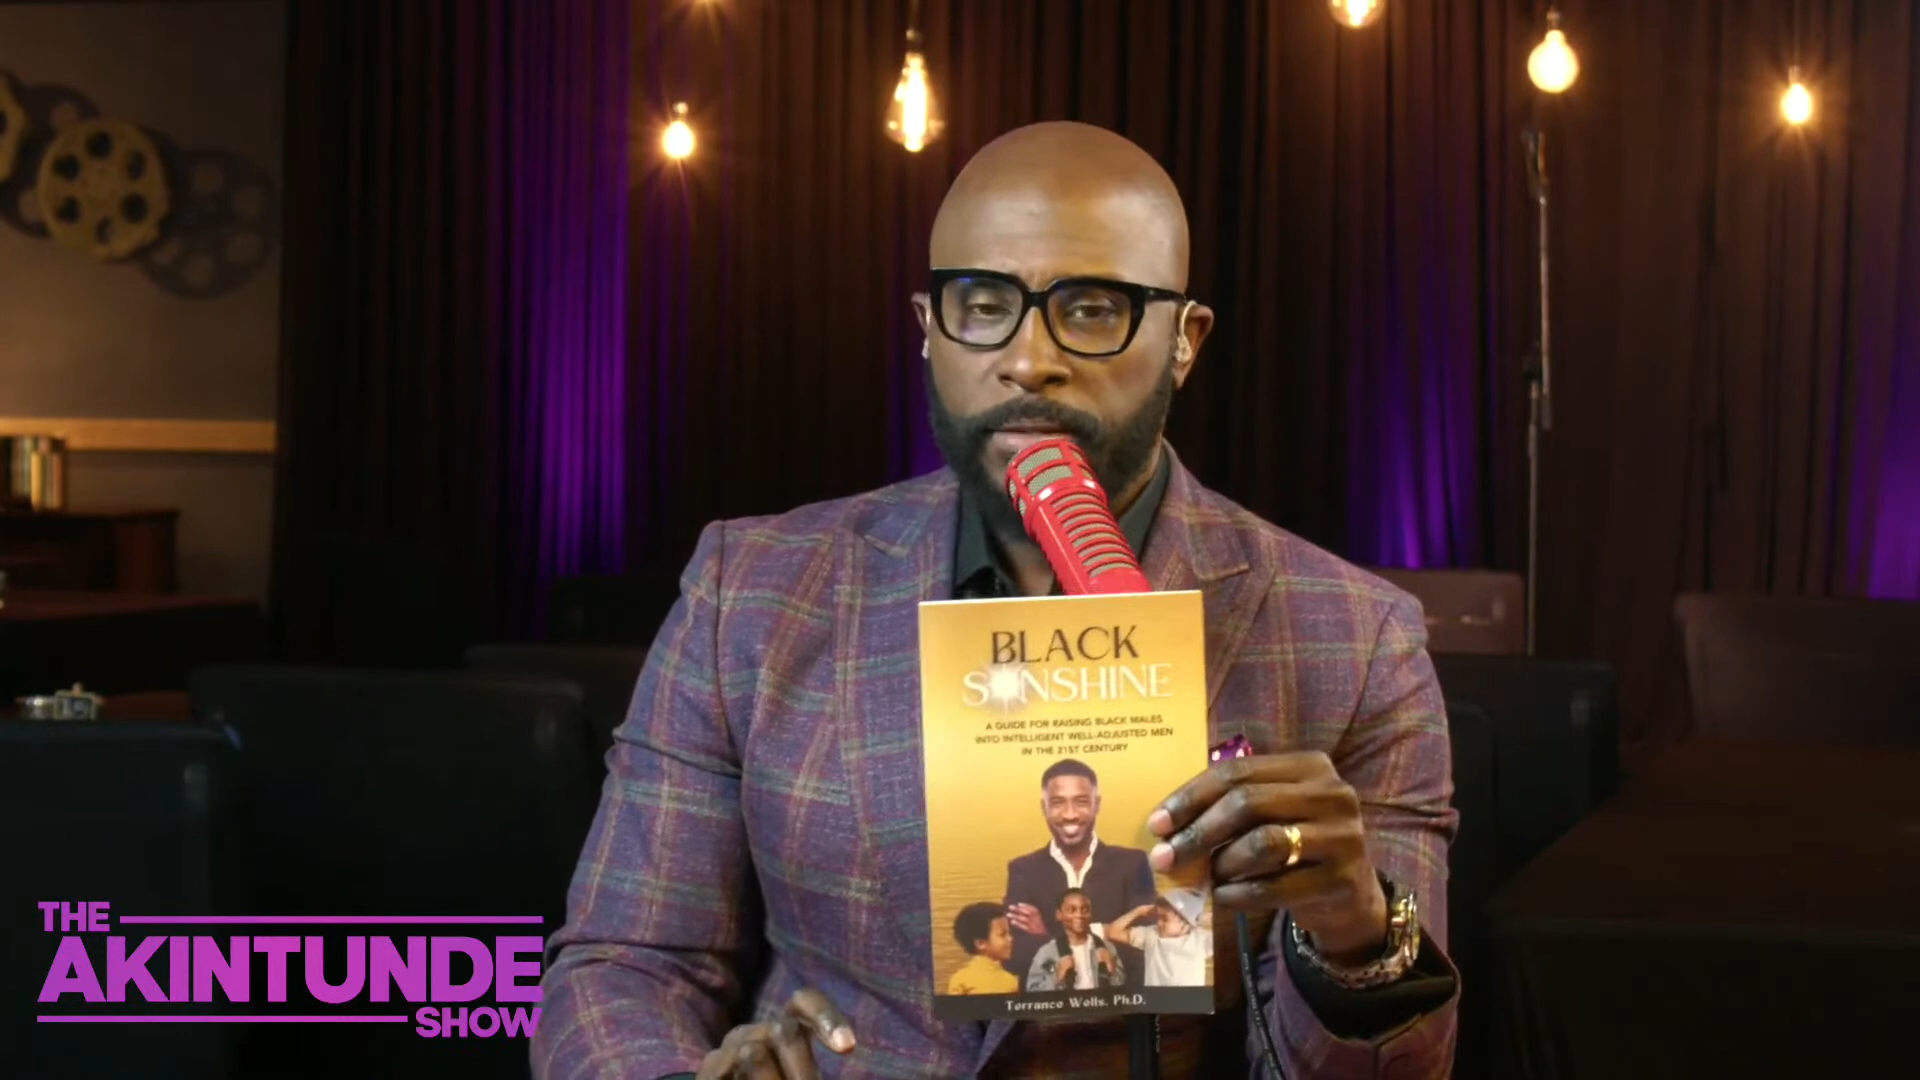 BLACK
SONSHINE
A GUIDE FOR RAISING BLACK MALES
INTO INTELLIGENT WELL-ADJUSTED MEN
IN THE 21ST CENTURY
Terrance Wells, Ph.D.
THE
AKINTUNDE
SHOW